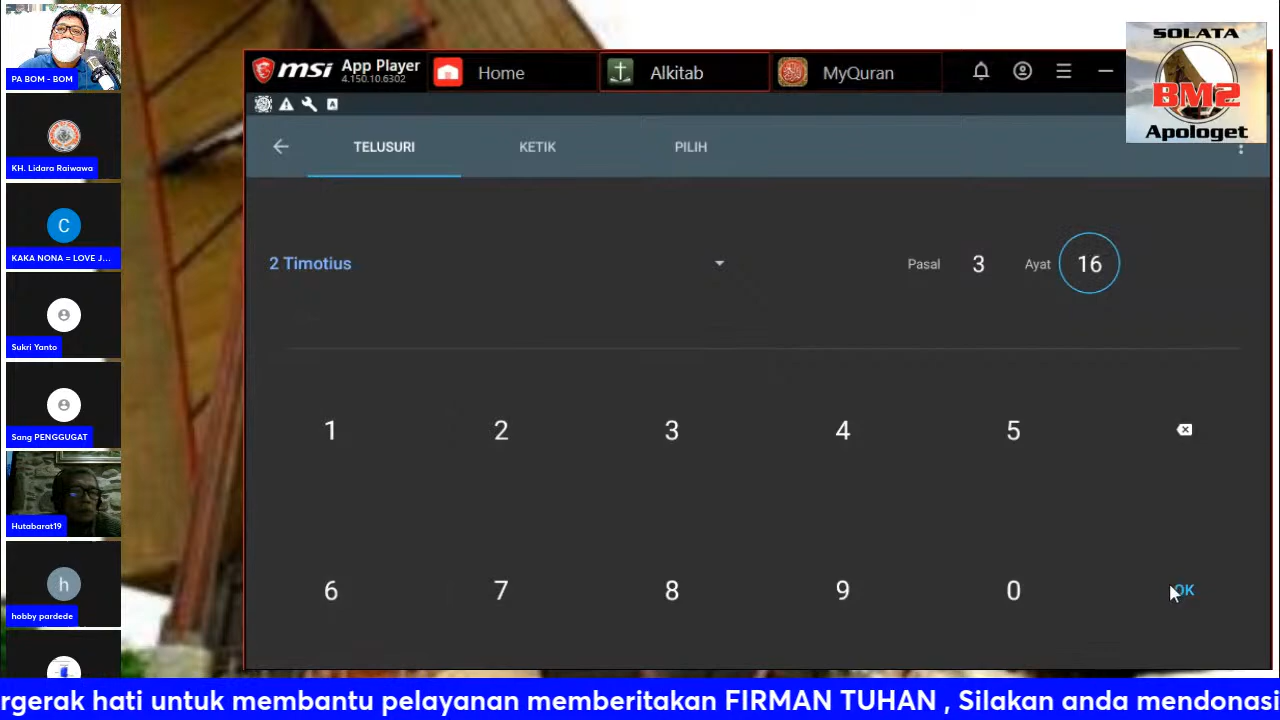 PA BOM - BOM
KH. Lidara Raiwawa
C
KAKA NONA = LOVE J...
Sukri Yanto
Sang PENGGUGAT
Hutabarat19
h
hobby pardede
msi App Player
4.150.10.6302
Home
Alkitab
MyQuran
SOLATA
BM2
Apologet
TELUSURI
KETIK
PILIH
2 Timotius
Pasal 3 Ayat 16
1 2 3 4 5
6 7 8 9 0 OK
rgerak hati untuk membantu pelayanan memberitakan FIRMAN TUHAN , Silakan anda mendonasi